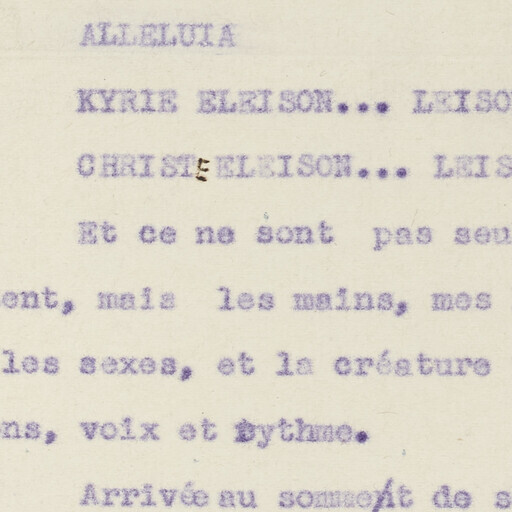 ALLELUIA
KYRIE ELEISON... LEISO
CHRISTE ELEISON... LEIS
Et ce ne sont pas seu
ent, mais les mains, mes
les sexes, et la créature
ns, voix et rythme.
Arrivée au sommet de s